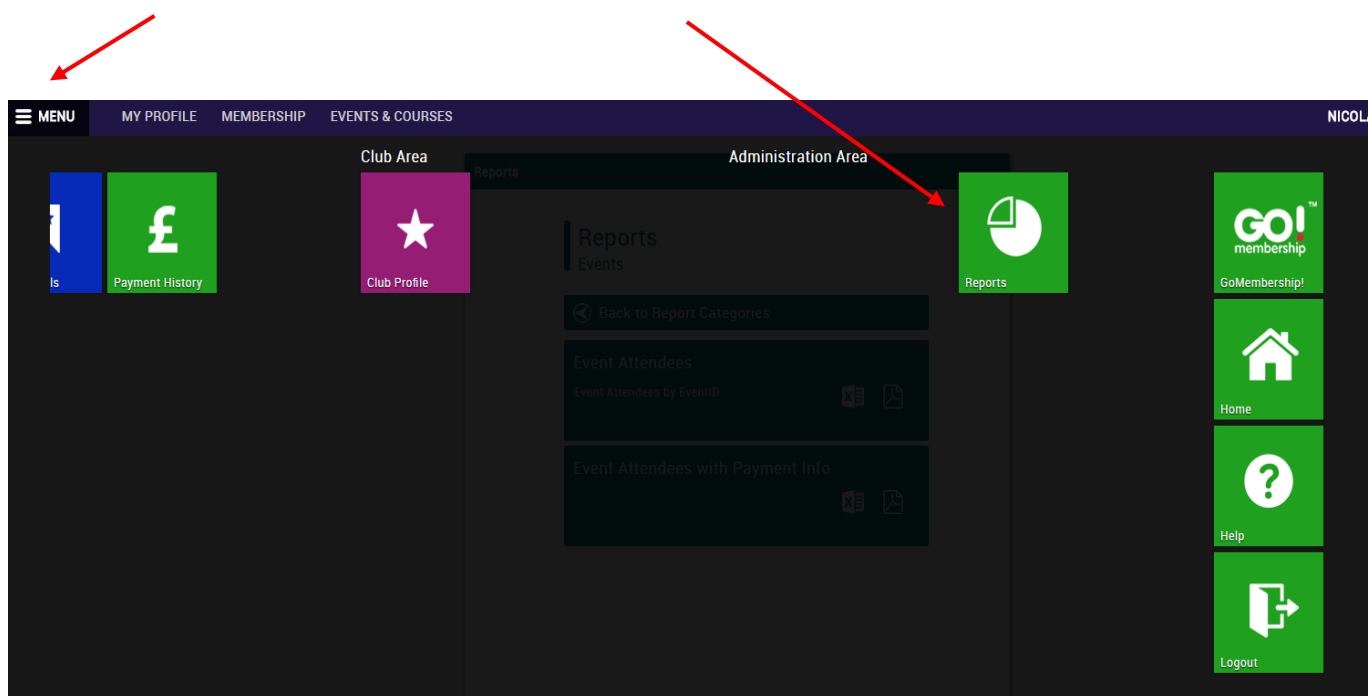 MENU MY PROFILE MEMBERSHIP EVENTS & COURSES NICOLA
Club Area Administration Area
Reports
ls Payment History Club Profile Reports
GO!™
membership
GoMembership!
Reports
Events
Back to Report Categories
Event Attendees
Event Attendees by EventID
Event Attendees with Payment Info
Home
Help
Logout